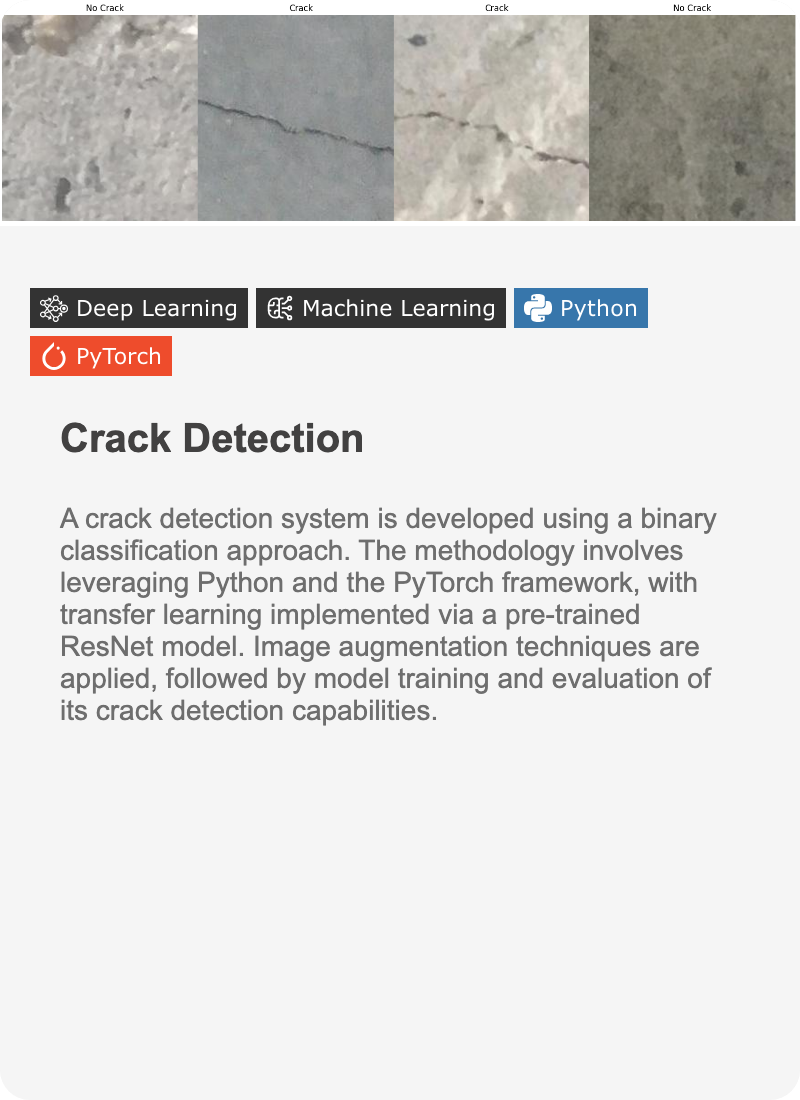 No Crack
Crack
Crack
No Crack
Deep Learning
Machine Learning
Python
PyTorch
Crack Detection
A crack detection system is developed using a binary
classification approach. The methodology involves
leveraging Python and the PyTorch framework, with
transfer learning implemented via a pre-trained
ResNet model. Image augmentation techniques are
applied, followed by model training and evaluation of
its crack detection capabilities.